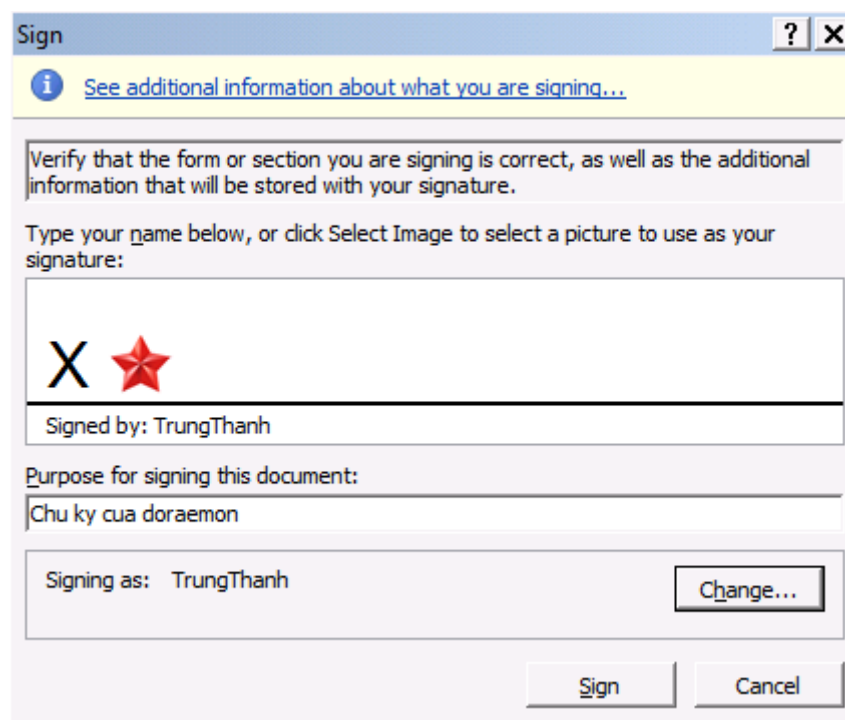 Sign
?
See additional information about what you are signing...
Verify that the form or section you are signing is correct, as well as the additional
information that will be stored with your signature.
Type your name below, or click Select Image to select a picture to use as your
signature:
X
Signed by: TrungThanh
Purpose for signing this document:
Chu ky cua doraemon
Signing as: TrungThanh
Change...
Sign
Cancel